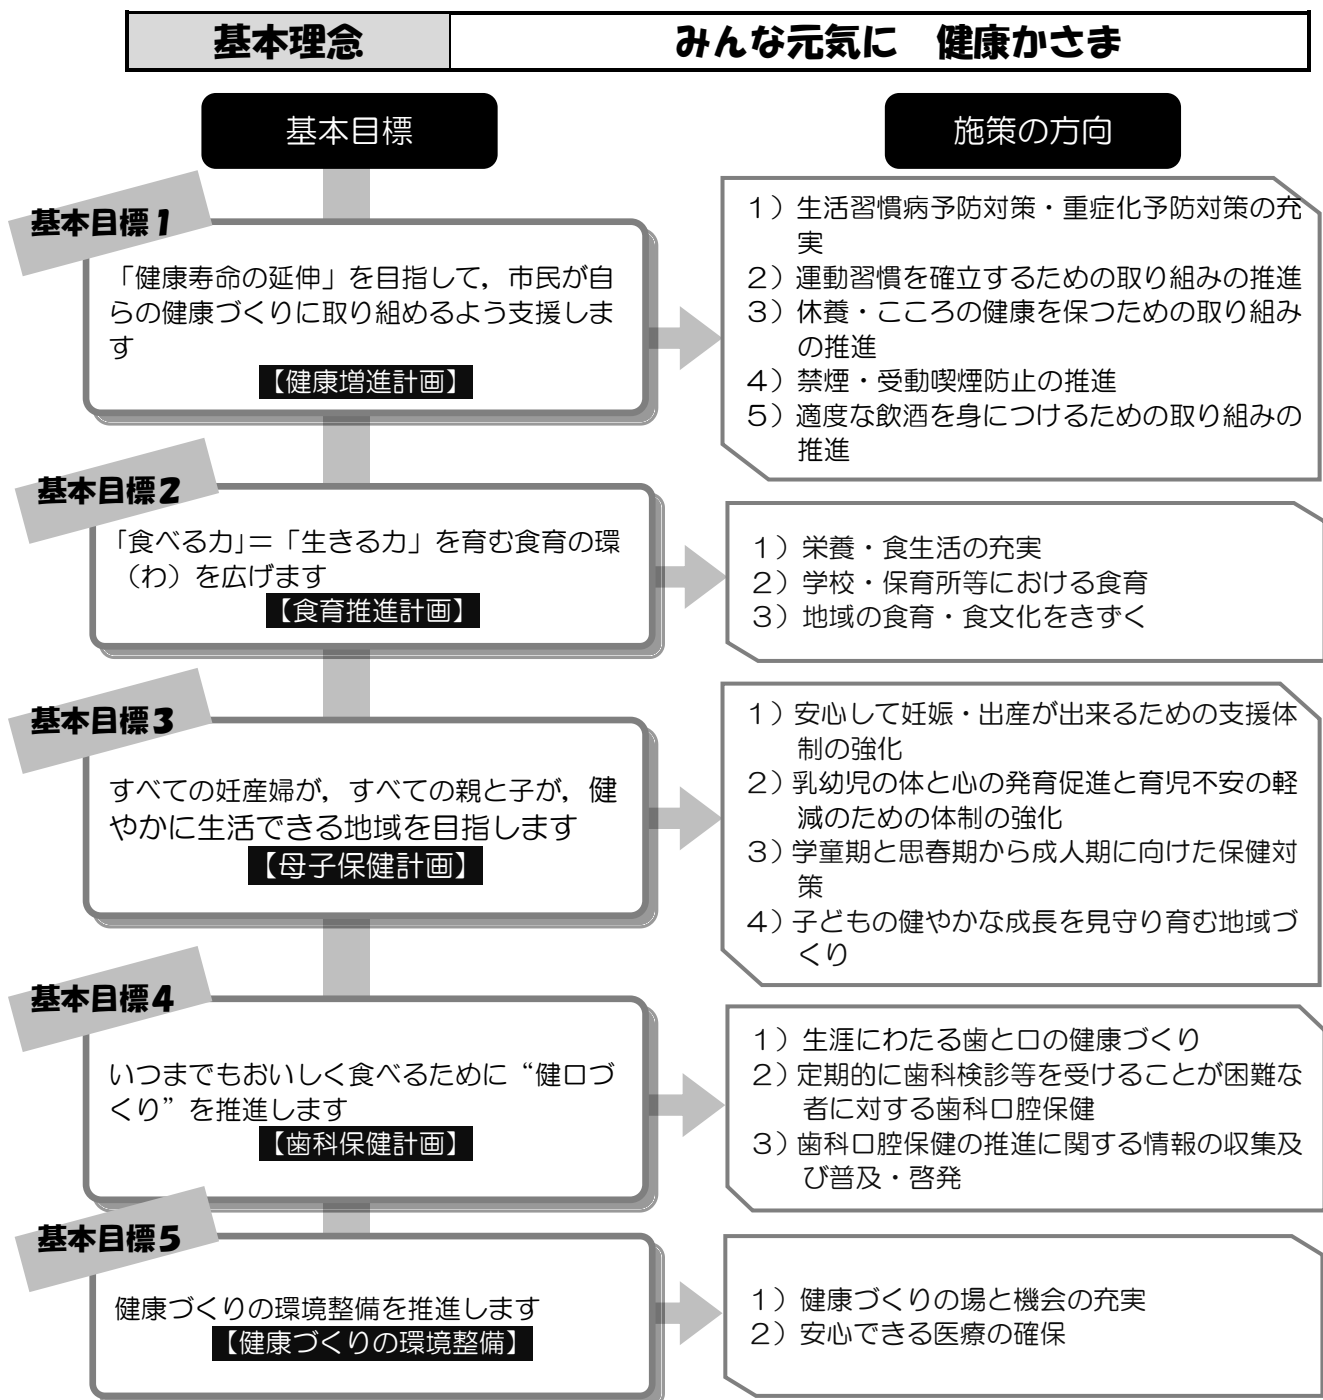 基本理念
みんな元気に　健康かさま
基本目標
施策の方向
基本目標1
「健康寿命の延伸」を目指して，市民が自
らの健康づくりに取り組めるよう支援しま
す
【健康増進計画】
１）生活習慣病予防対策・重症化予防対策の充
実
２）運動習慣を確立するための取り組みの推進
３）休養・こころの健康を保つための取り組み
の推進
４）禁煙・受動喫煙防止の推進
５）適度な飲酒を身につけるための取り組みの
推進
基本目標2
「食べる力」＝「生きる力」を育む食育の環
（わ）を広げます
【食育推進計画】
１）栄養・食生活の充実
２）学校・保育所等における食育
３）地域の食育・食文化をきずく
基本目標3
すべての妊産婦が，すべての親と子が，健
やかに生活できる地域を目指します
【母子保健計画】
１）安心して妊娠・出産が出来るための支援体
制の強化
２）乳幼児の体と心の発育促進と育児不安の軽
減のための体制の強化
３）学童期と思春期から成人期に向けた保健対
策
４）子どもの健やかな成長を見守り育む地域づ
くり
基本目標4
いつまでもおいしく食べるために“健口づ
くり”を推進します
【歯科保健計画】
１）生涯にわたる歯と口の健康づくり
２）定期的に歯科検診等を受けることが困難な
者に対する歯科口腔保健
３）歯科口腔保健の推進に関する情報の収集及
び普及・啓発
基本目標5
健康づくりの環境整備を推進します
【健康づくりの環境整備】
１）健康づくりの場と機会の充実
２）安心できる医療の確保